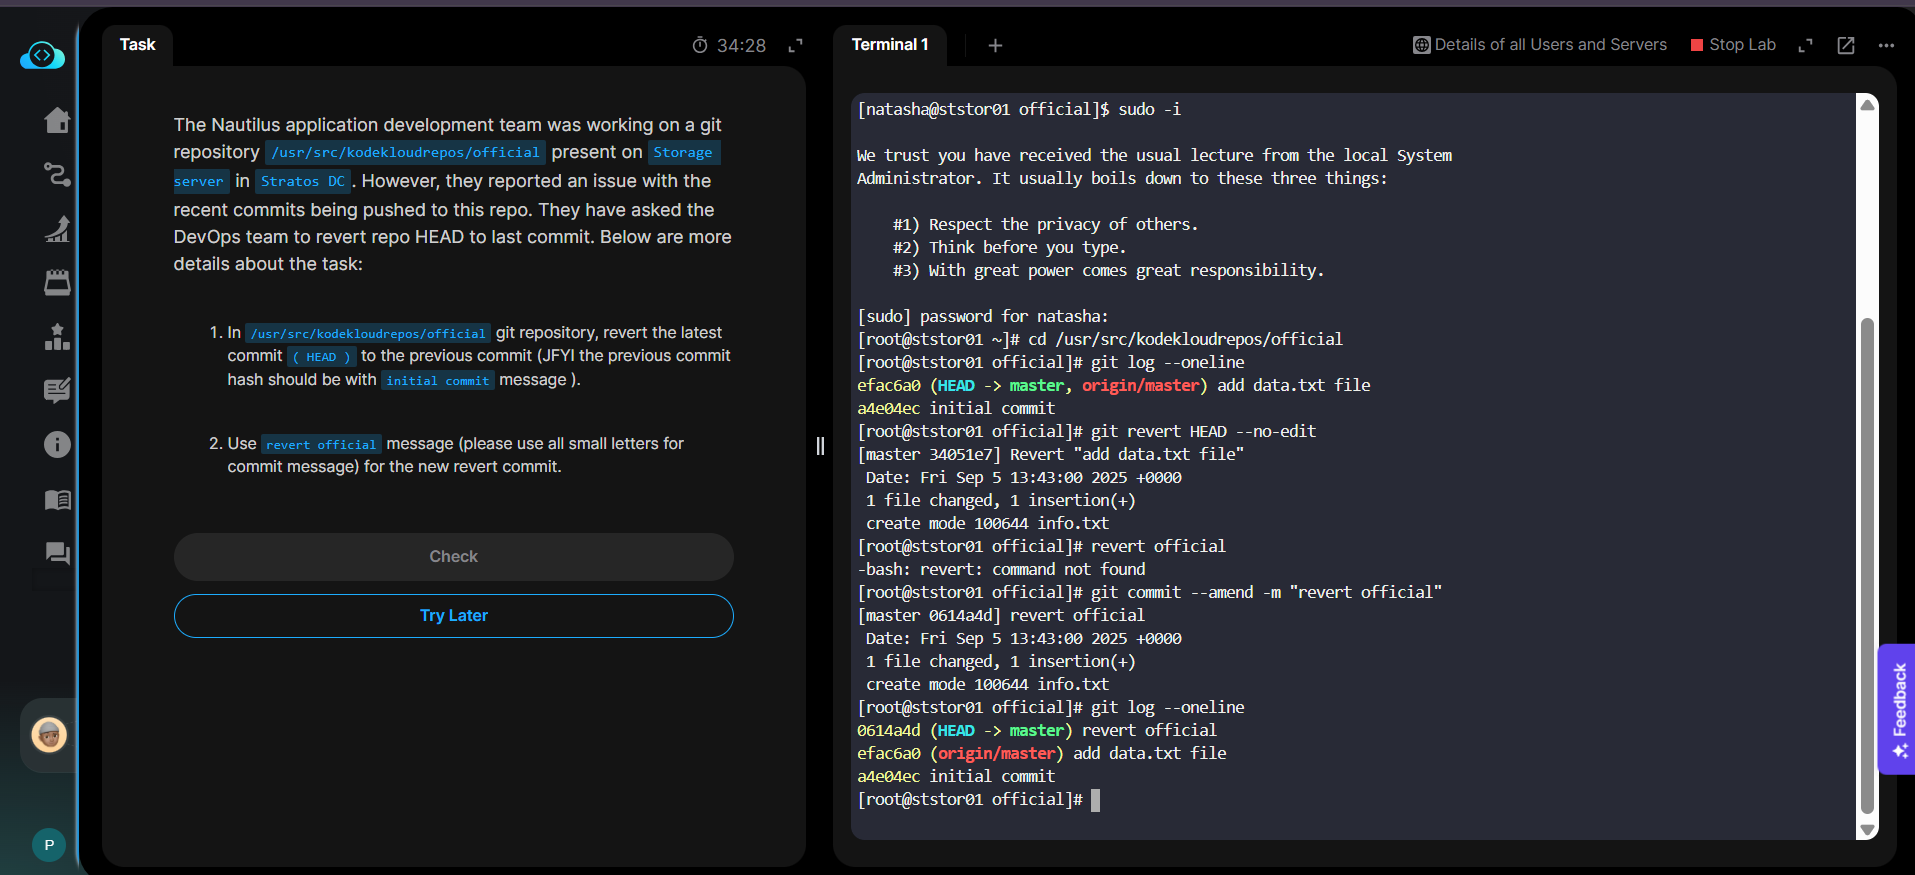 Task
34:28
Terminal 1
+
Details of all Users and Servers
Stop Lab
The Nautilus application development team was working on a git
repository /usr/src/kodekloudrepos/official present on Storage
server in Stratos DC. However, they reported an issue with the
recent commits being pushed to this repo. They have asked the
DevOps team to revert repo HEAD to last commit. Below are more
details about the task:
1. In /usr/src/kodekloudrepos/official git repository, revert the latest
commit ( HEAD ) to the previous commit (JFYI the previous commit
hash should be with initial commit message ).
2. Use revert official message (please use all small letters for
commit message) for the new revert commit.
Check
Try Later
[natasha@ststor01 official]$ sudo -i
We trust you have received the usual lecture from the local System
Administrator. It usually boils down to these three things:
#1) Respect the privacy of others.
#2) Think before you type.
#3) With great power comes great responsibility.
[sudo] password for natasha:
[root@ststor01 ~]# cd /usr/src/kodekloudrepos/official
[root@ststor01 official]# git log --oneline
efac6a0 (HEAD -> master, origin/master) add data.txt file
a4e04ec initial commit
[root@ststor01 official]# git revert HEAD --no-edit
[master 34051e7] Revert "add data.txt file"
Date: Fri Sep 5 13:43:00 2025 +0000
1 file changed, 1 insertion(+)
create mode 100644 info.txt
[root@ststor01 official]# revert official
-bash: revert: command not found
[root@ststor01 official]# git commit --amend -m "revert official"
[master 0614a4d] revert official
Date: Fri Sep 5 13:43:00 2025 +0000
1 file changed, 1 insertion(+)
create mode 100644 info.txt
[root@ststor01 official]# git log --oneline
0614a4d (HEAD -> master) revert official
efac6a0 (origin/master) add data.txt file
a4e04ec initial commit
[root@ststor01 official]#
Feedback
P